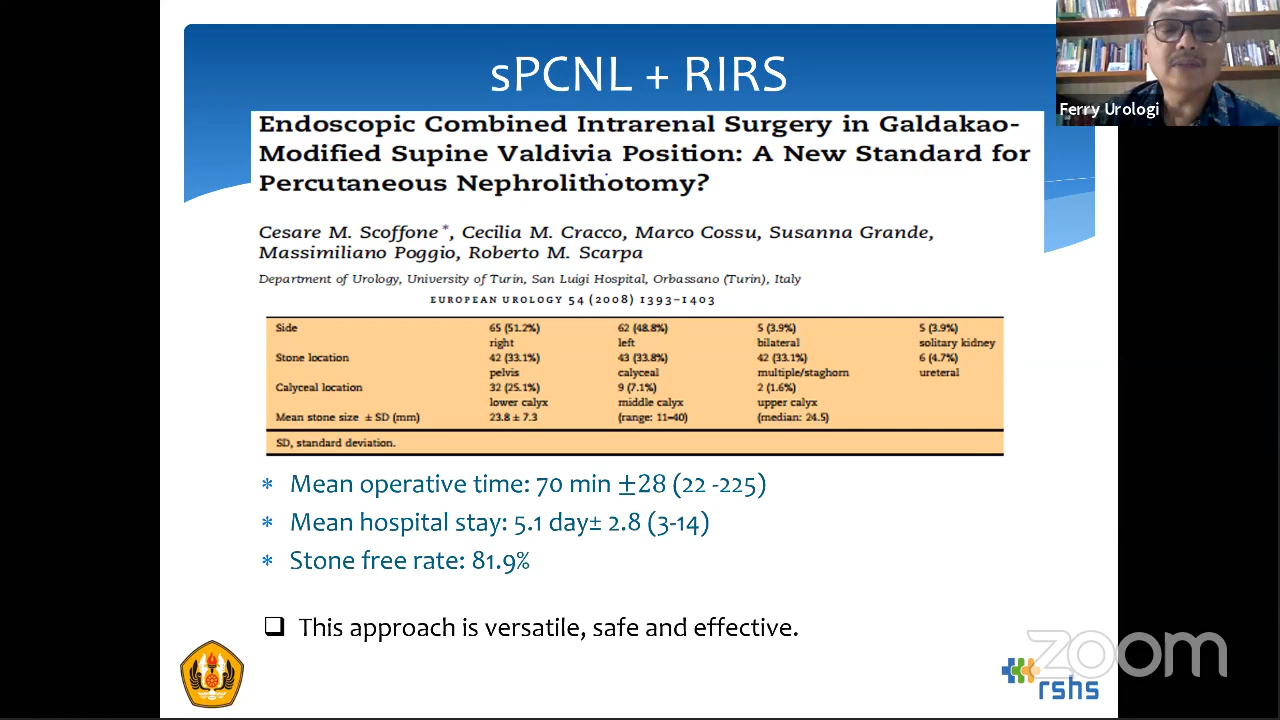 sPCNL + RIRS
Ferry Urologi
Endoscopic Combined Intrarenal Surgery in Galdakao-
Modified Supine Valdivia Position: A New Standard for
Percutaneous Nephrolithotomy?
Cesare M. Scoffone*, Cecilia M. Cracco, Marco Cossu, Susanna Grande,
Massimiliano Poggio, Roberto M. Scarpa
Department of Urology, University of Turin, San Luigi Hospital, Orbassano (Turin), Italy
EUROPEAN UROLOGY 54 (2008) 1393–1403
Side 65 (51.2%) 62 (48.8%) 5 (3.9%) 5 (3.9%)
right left bilateral solitary kidney
Stone location 42 (33.1%) 43 (33.8%) 42 (33.1%) 6 (4.7%)
pelvis calyceal multiple/staghorn ureteral
Calyceal location 32 (25.1%) 9 (7.1%) 2 (1.6%)
lower calyx middle calyx upper calyx
Mean stone size ± SD (mm) 23.8 ± 7.3 (range: 11–40) (median: 24.5)
SD, standard deviation.
* Mean operative time: 70 min ±28 (22 -225)
* Mean hospital stay: 5.1 day± 2.8 (3-14)
* Stone free rate: 81.9%
❑ This approach is versatile, safe and effective.
zoom
rshs